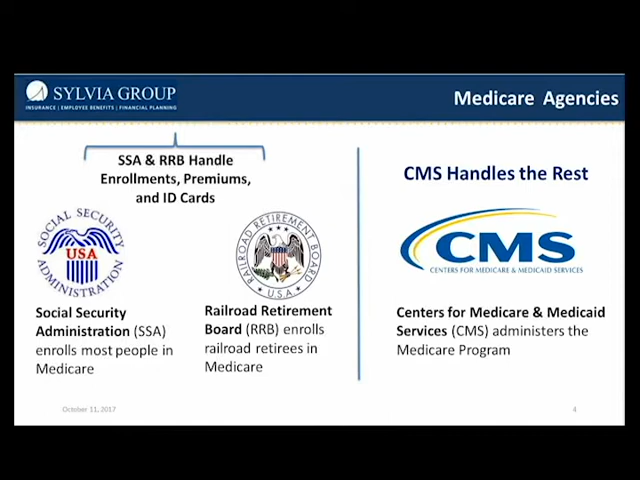 SYLVIA GROUP
INSURANCE | EMPLOYEE BENEFITS | FINANCIAL PLANNING
Medicare Agencies
SSA & RRB Handle
Enrollments, Premiums,
and ID Cards
SOCIAL SECURITY
USA
ADMINISTRATION
RAILROAD RETIREMENT BOARD
U.S.A.
Social Security
Administration (SSA)
enrolls most people in
Medicare
Railroad Retirement
Board (RRB) enrolls
railroad retirees in
Medicare
CMS Handles the Rest
CMS
CENTERS FOR MEDICARE & MEDICAID SERVICES
Centers for Medicare & Medicaid
Services (CMS) administers the
Medicare Program
October 11, 2017
4